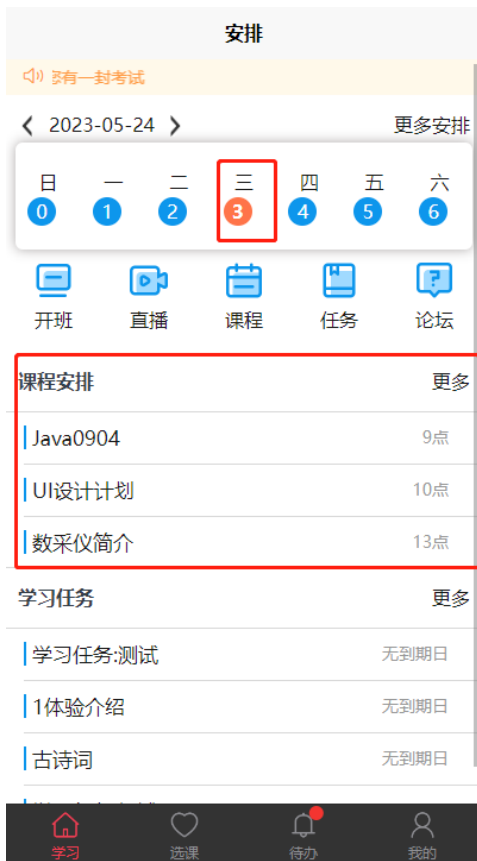 安排
您有一封考试
2023-05-24 更多安排
日 一 二 三 四 五 六
0 1 2 3 4 5 6
开班 直播 课程 任务 论坛
课程安排 更多
Java0904 9点
UI设计计划 10点
数采仪简介 13点
学习任务 更多
学习任务:测试 无到期日
1体验介绍 无到期日
古诗词 无到期日
学习 选课 待办 我的